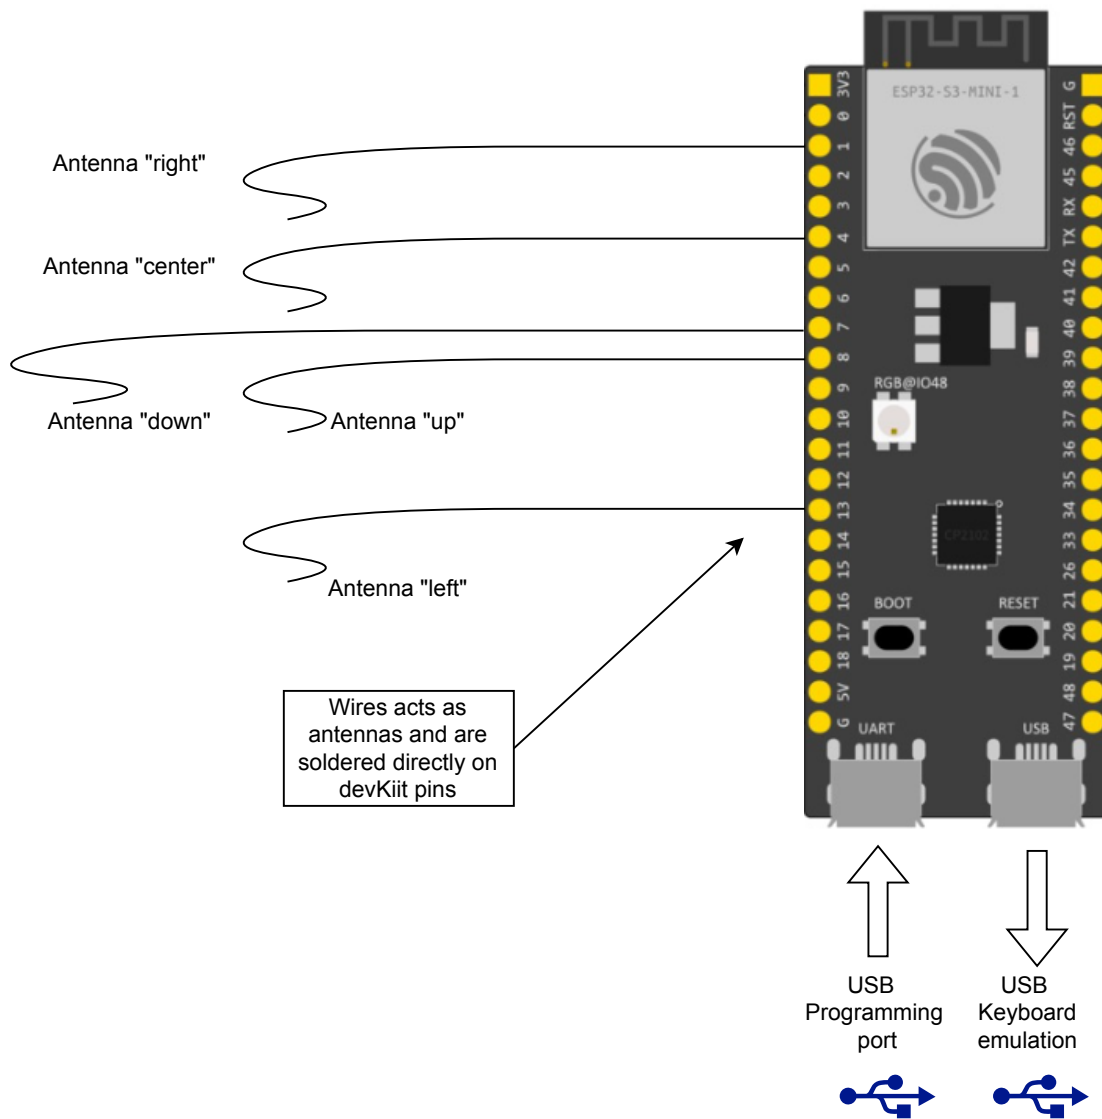 ESP32-S3-MINI-1
3V3
0
1
2
3
4
5
6
7
8
9
10
11
12
13
14
15
16
17
18
5V
G
G
RST
46
45
RX
TX
42
41
40
39
38
37
36
35
34
33
26
21
20
19
48
47
Antenna "right"
Antenna "center"
Antenna "down"
Antenna "up"
Antenna "left"
RGB@IO48
CP2102
BOOT
RESET
UART
USB
Wires acts as
antennas and are
soldered directly on
devKiit pins
USB
Programming
port
USB
Keyboard
emulation